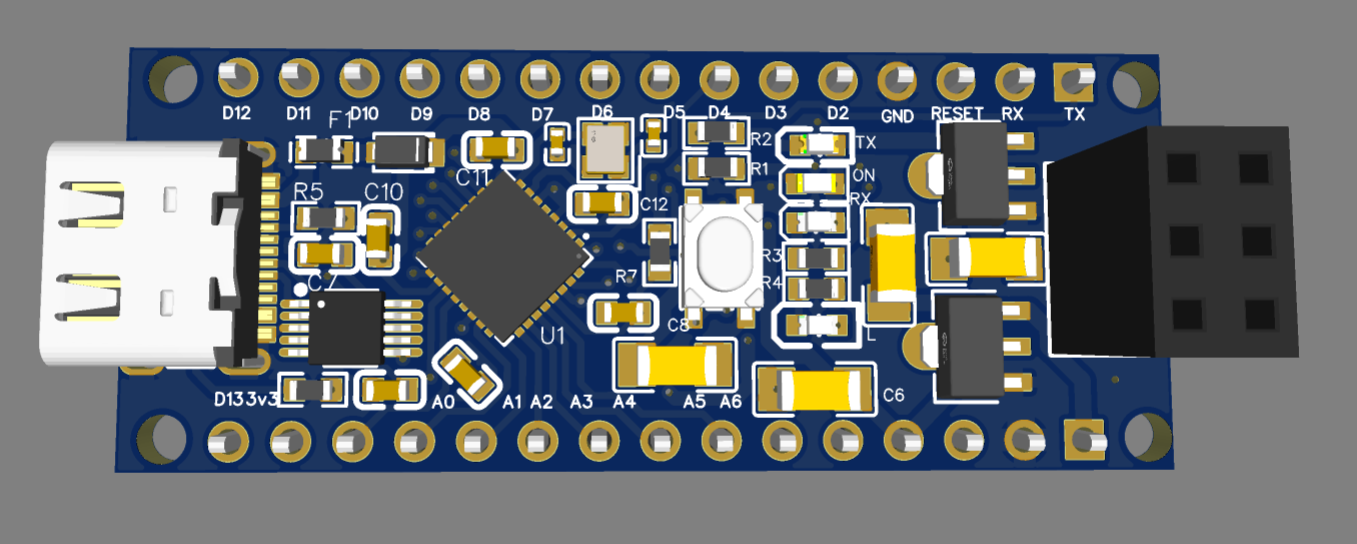 D12 D11 D10 D9 D8 D7 D6 D5 D4 D3 D2 GND RESET RX TX
F1
R2 TX
R1
C11
ON
R5 C10
RX
C12
R3
R7
R4
C7
C8
U1
L
C6
D13 3v3 A0 A1 A2 A3 A4 A5 A6